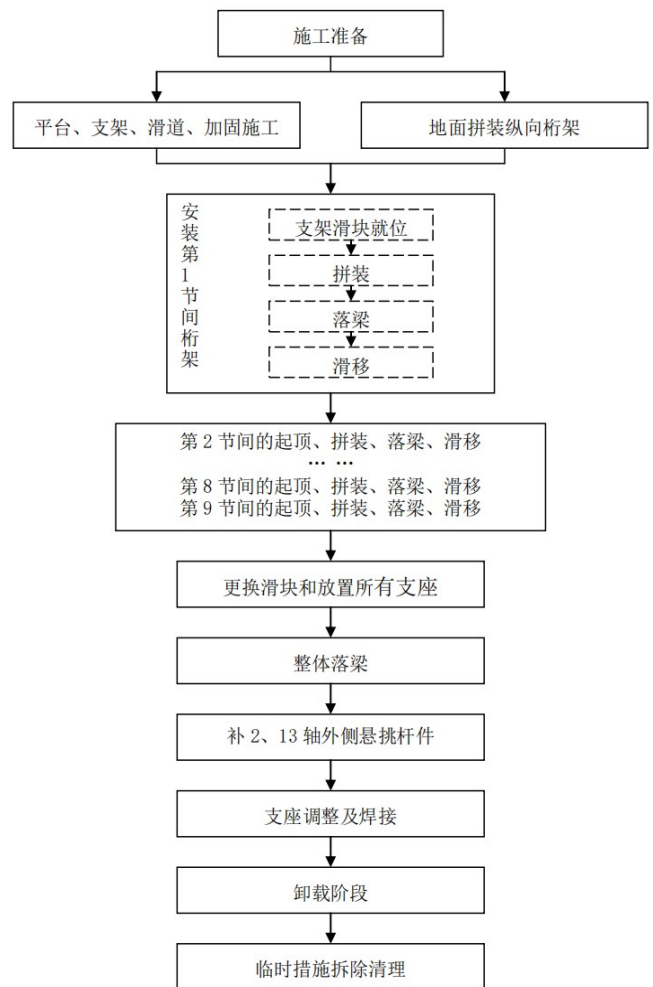 施工准备
平台、支架、滑道、加固施工
地面拼装纵向桁架
安装第1节间桁架
支架滑块就位
拼装
落梁
滑移
第2节间的起顶、拼装、落梁、滑移
… …
第8节间的起顶、拼装、落梁、滑移
第9节间的起顶、拼装、落梁、滑移
更换滑块和放置所有支座
整体落梁
补2、13轴外侧悬挑杆件
支座调整及焊接
卸载阶段
临时措施拆除清理